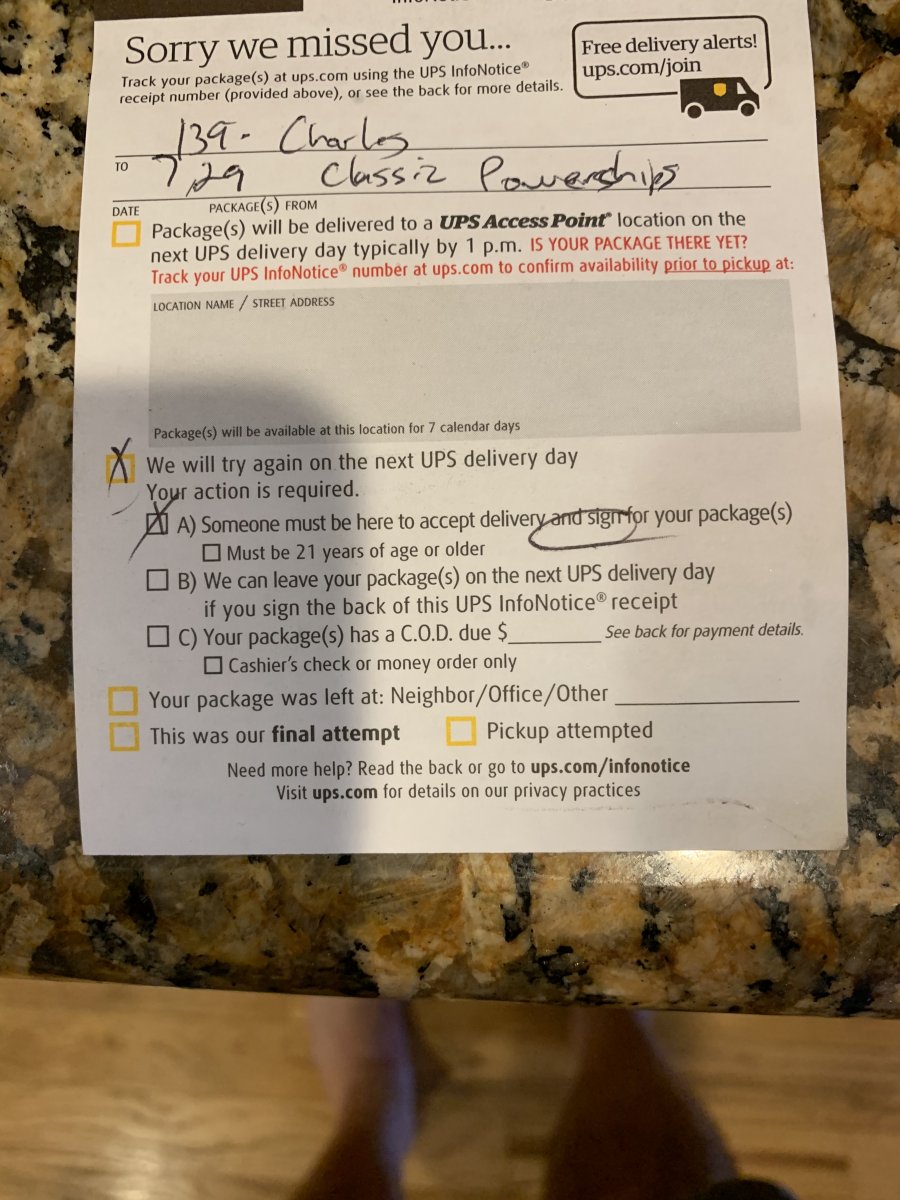 Sorry we missed you...
Free delivery alerts!
ups.com/join
Track your package(s) at ups.com using the UPS InfoNotice®
receipt number (provided above), or see the back for more details.
139- Charles
TO
7/29 Classic Powerships
DATE PACKAGE(S) FROM
Package(s) will be delivered to a UPS Access Point® location on the
next UPS delivery day typically by 1 p.m. IS YOUR PACKAGE THERE YET?
Track your UPS InfoNotice® number at ups.com to confirm availability prior to pickup at:
LOCATION NAME / STREET ADDRESS
Package(s) will be available at this location for 7 calendar days
X We will try again on the next UPS delivery day
Your action is required.
X A) Someone must be here to accept delivery and sign for your package(s)
Must be 21 years of age or older
B) We can leave your package(s) on the next UPS delivery day
if you sign the back of this UPS InfoNotice® receipt
C) Your package(s) has a C.O.D. due $________ See back for payment details.
Cashier's check or money order only
Your package was left at: Neighbor/Office/Other ________
This was our final attempt Pickup attempted
Need more help? Read the back or go to ups.com/infonotice
Visit ups.com for details on our privacy practices